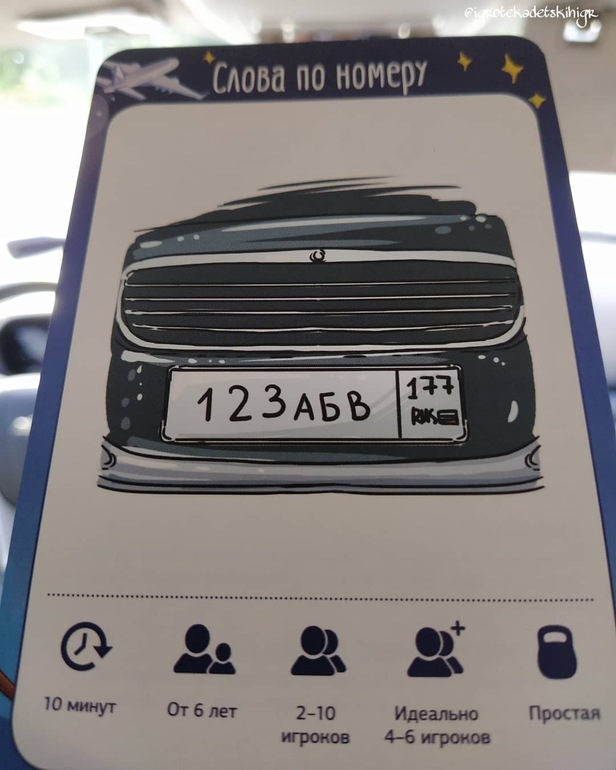 @igrotekadetskihigr
Слова по номеру
123АБВ
177
RUS
10 минут
От 6 лет
2–10
игроков
Идеально
4–6 игроков
Простая